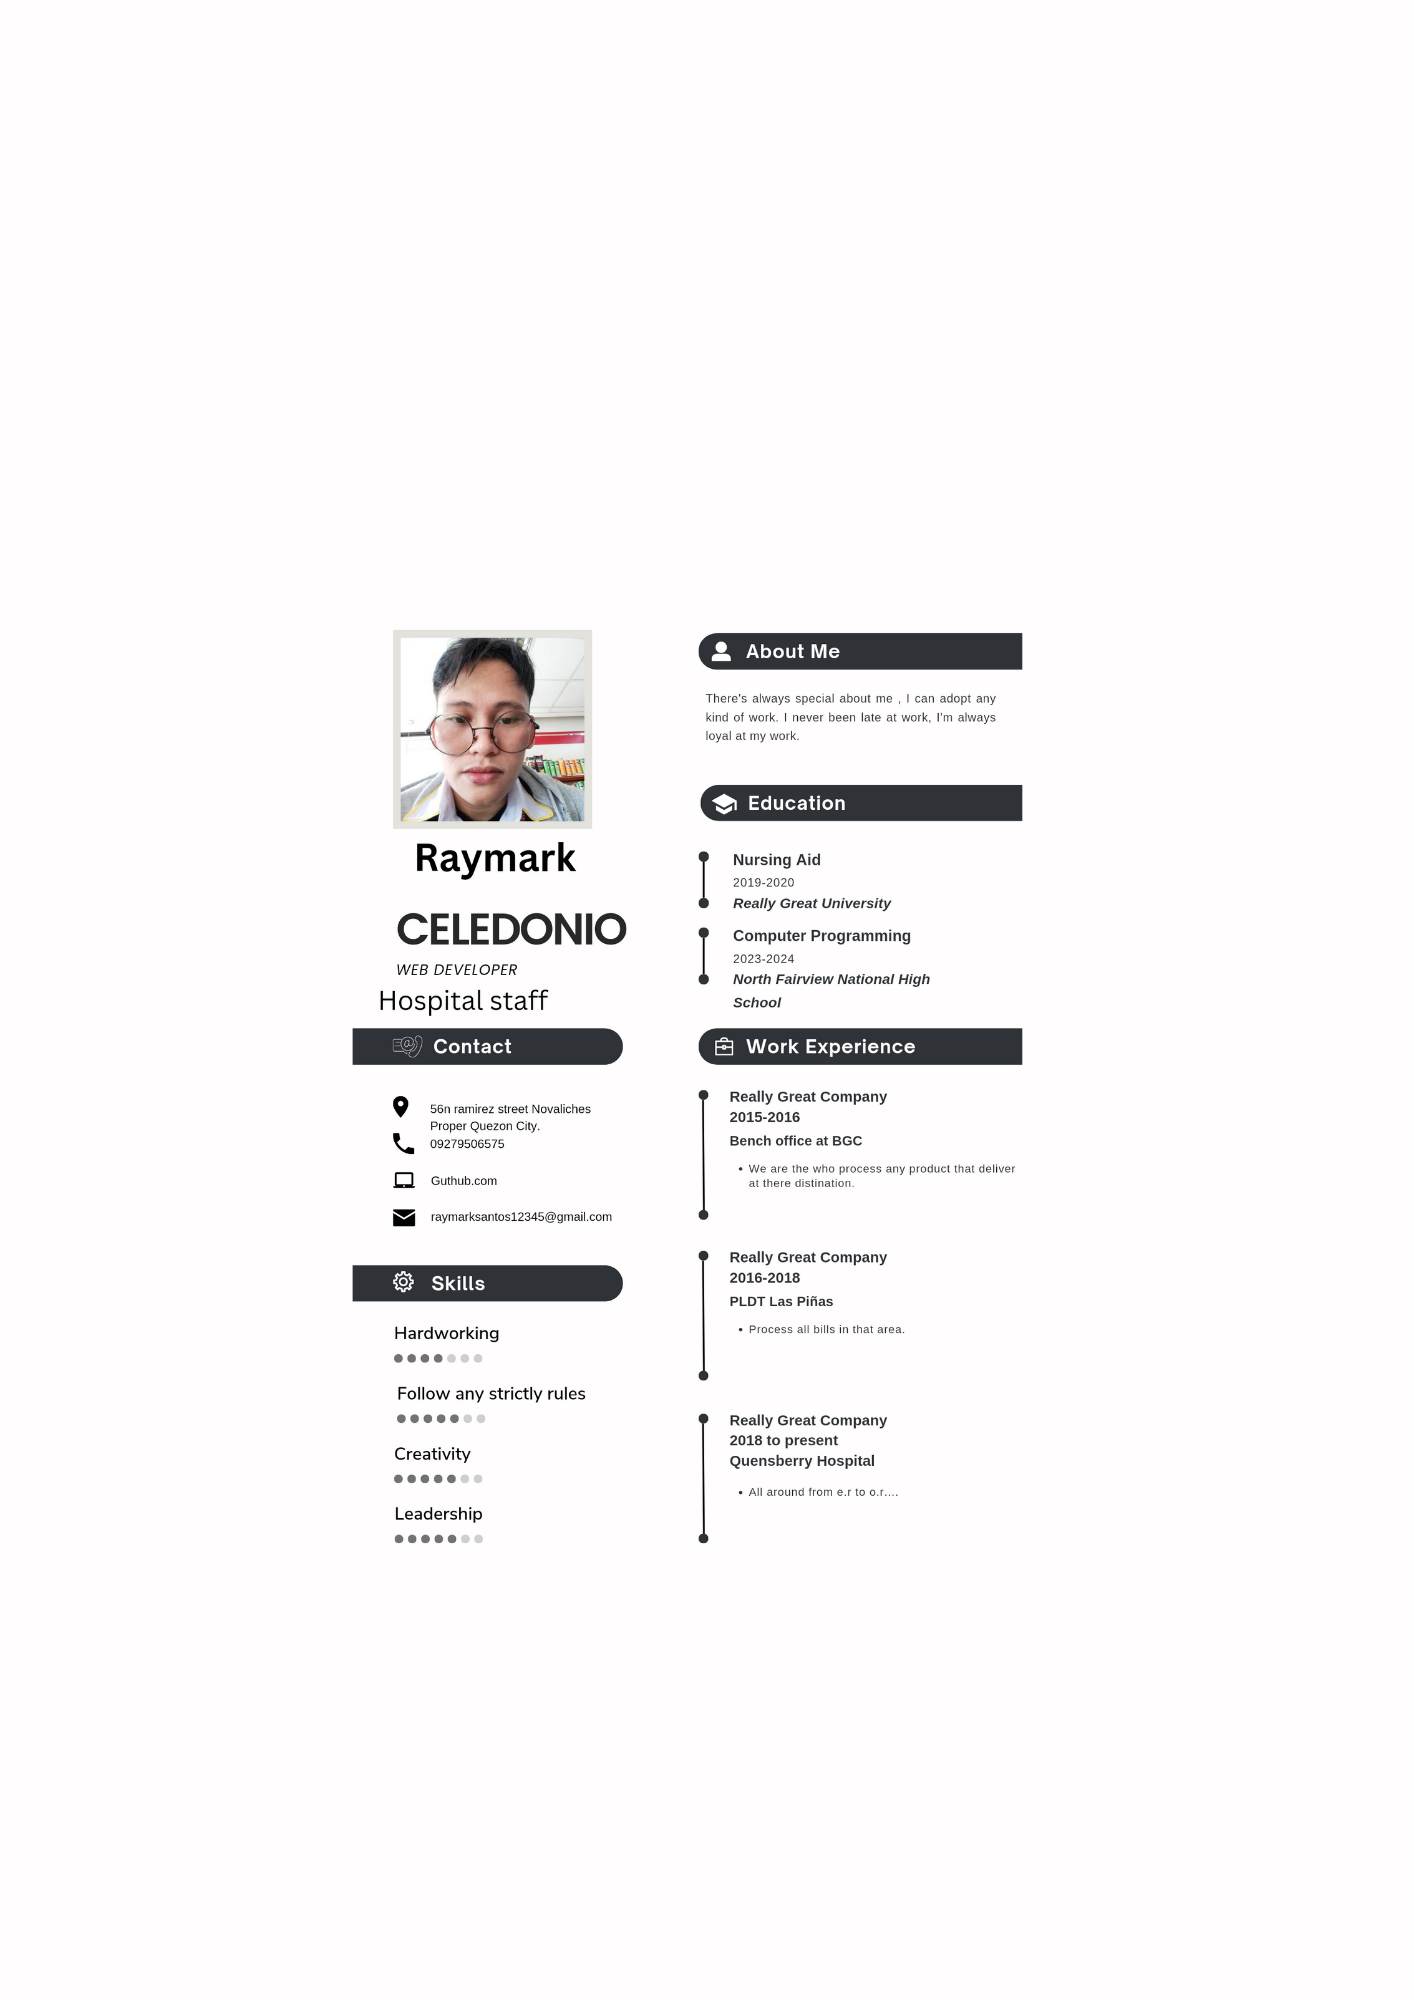 Raymark
CELEDONIO
WEB DEVELOPER
Hospital staff
Contact
56n ramirez street Novaliches
Proper Quezon City.
09279506575
Guthub.com
raymarksantos12345@gmail.com
Skills
Hardworking
Follow any strictly rules
Creativity
Leadership
About Me
There's always special about me , I can adopt any
kind of work. I never been late at work, I'm always
loyal at my work.
Education
Nursing Aid
2019-2020
Really Great University
Computer Programming
2023-2024
North Fairview National High
School
Work Experience
Really Great Company
2015-2016
Bench office at BGC
• We are the who process any product that deliver
at there distination.
Really Great Company
2016-2018
PLDT Las Piñas
• Process all bills in that area.
Really Great Company
2018 to present
Quensberry Hospital
• All around from e.r to o.r....